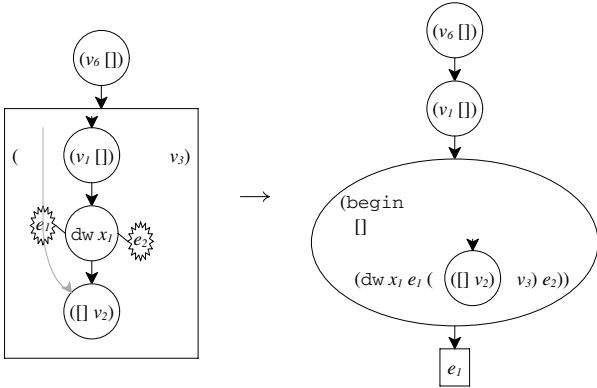 (v₆ [])
(v₁ [])
( v₃)
e₁ dw x₁ e₂
([] v₂)
→
(v₆ [])
(v₁ [])
(begin
[]
(dw x₁ e₁ ( ([] v₂) v₃) e₂))
e₁